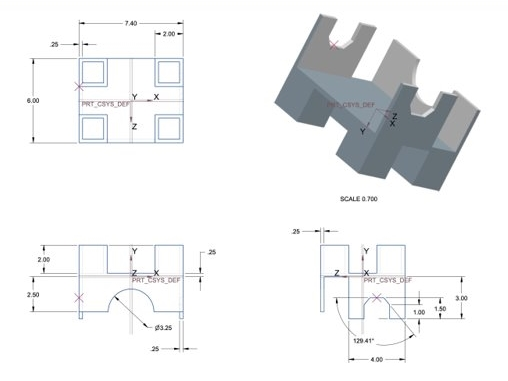 7.40
2.00
.25
6.00
Y
PRT_CSYS_DEF X
Z
PRT_CSYS_DEF
Z
X
Y
SCALE 0.700
2.00
2.50
Y
Z X
PRT_CSYS_DEF
.25
Ø3.25
.25
.25
Y
Z X
PRT_CSYS_DEF
1.00
1.50
3.00
129.41°
4.00